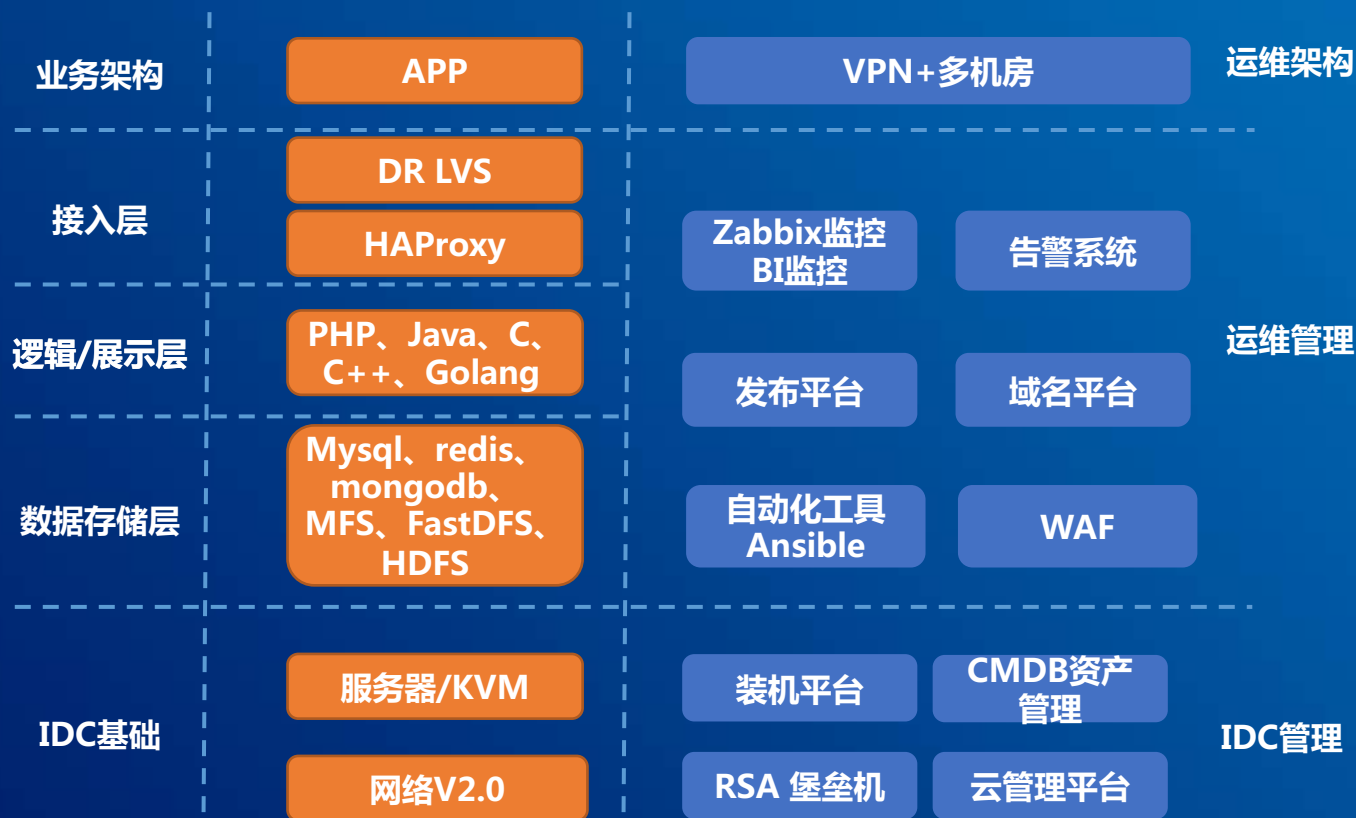 业务架构
APP
VPN+多机房
运维架构
接入层
DR LVS
HAProxy
Zabbix监控
BI监控
告警系统
逻辑/展示层
PHP、Java、C、
C++、Golang
发布平台
域名平台
运维管理
数据存储层
Mysql、redis、
mongodb、
MFS、FastDFS、
HDFS
自动化工具
Ansible
WAF
IDC基础
服务器/KVM
网络V2.0
装机平台
CMDB资产
管理
RSA 堡垒机
云管理平台
IDC管理